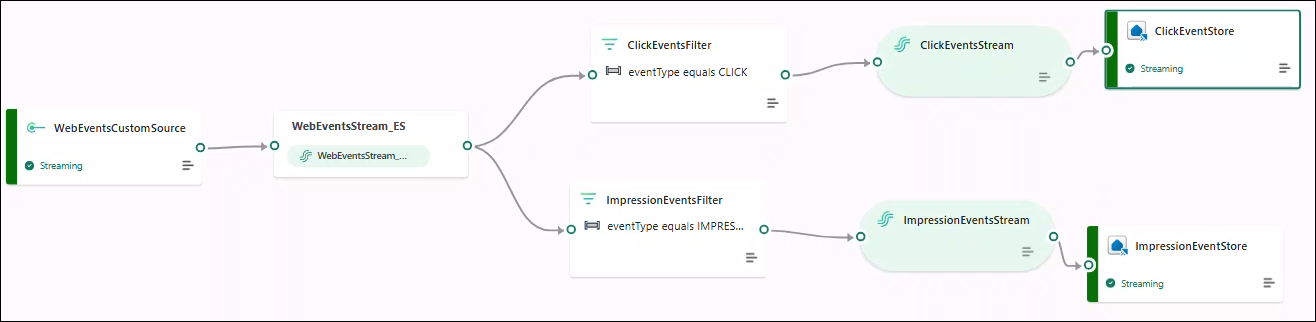 WebEventsCustomSource
Streaming
WebEventsStream_ES
WebEventsStream_...
ClickEventsFilter
eventType equals CLICK
ClickEventsStream
ClickEventStore
Streaming
ImpressionEventsFilter
eventType equals IMPRES...
ImpressionEventsStream
ImpressionEventStore
Streaming